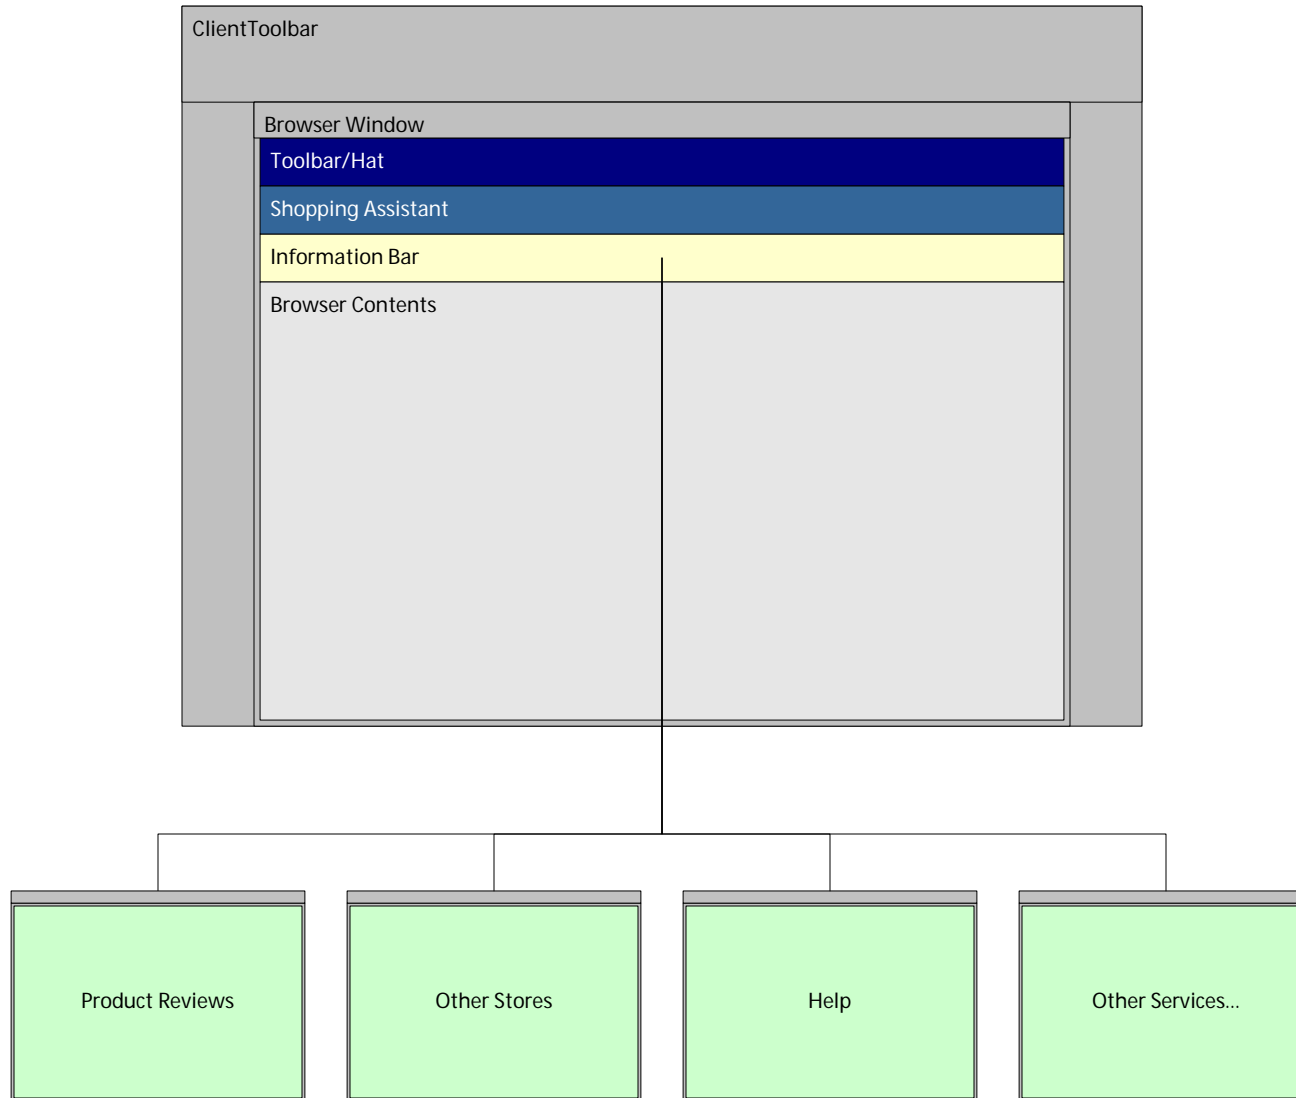 ClientToolbar
Browser Window
Toolbar/Hat
Shopping Assistant
Information Bar
Browser Contents
Product Reviews
Other Stores
Help
Other Services...